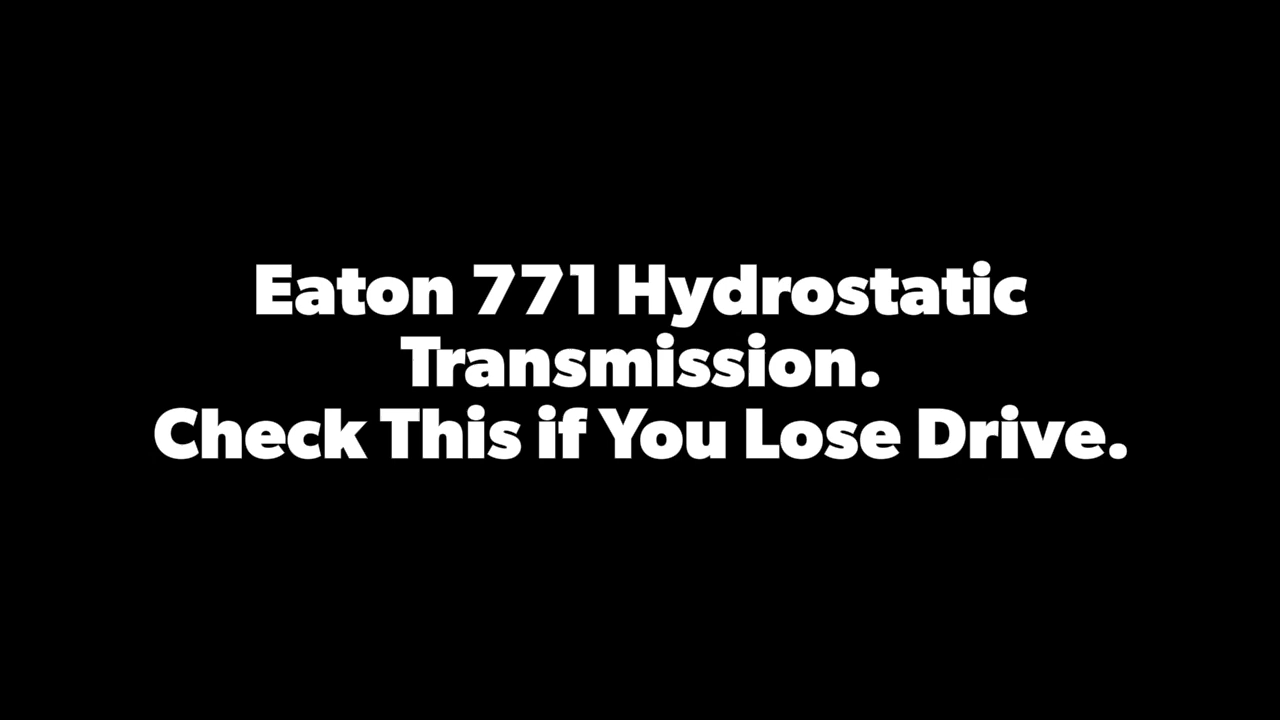 Eaton 771 Hydrostatic
Transmission.
Check This if You Lose Drive.